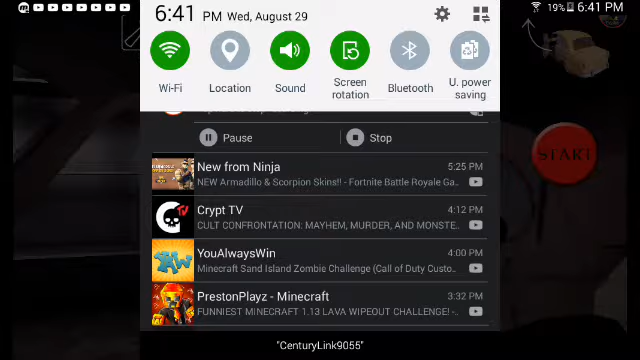 19% 6:41 PM
6:41 PM Wed, August 29
Wi-Fi
Location
Sound
Screen rotation
Bluetooth
U. power saving
Pause
Stop
START
New from Ninja 5:25 PM
NEW Armadillo & Scorpion Skins!! - Fortnite Battle Royale Ga..
Crypt TV 4:12 PM
CULT CONFRONTATION: MAYHEM, MURDER, AND MONSTE..
YouAlwaysWin 4:00 PM
Minecraft Sand Island Zombie Challenge (Call of Duty Custo..
PrestonPlayz - Minecraft 3:32 PM
FUNNIEST MINECRAFT 1.13 LAVA WIPEOUT CHALLENGE! -..
"CenturyLink9055"